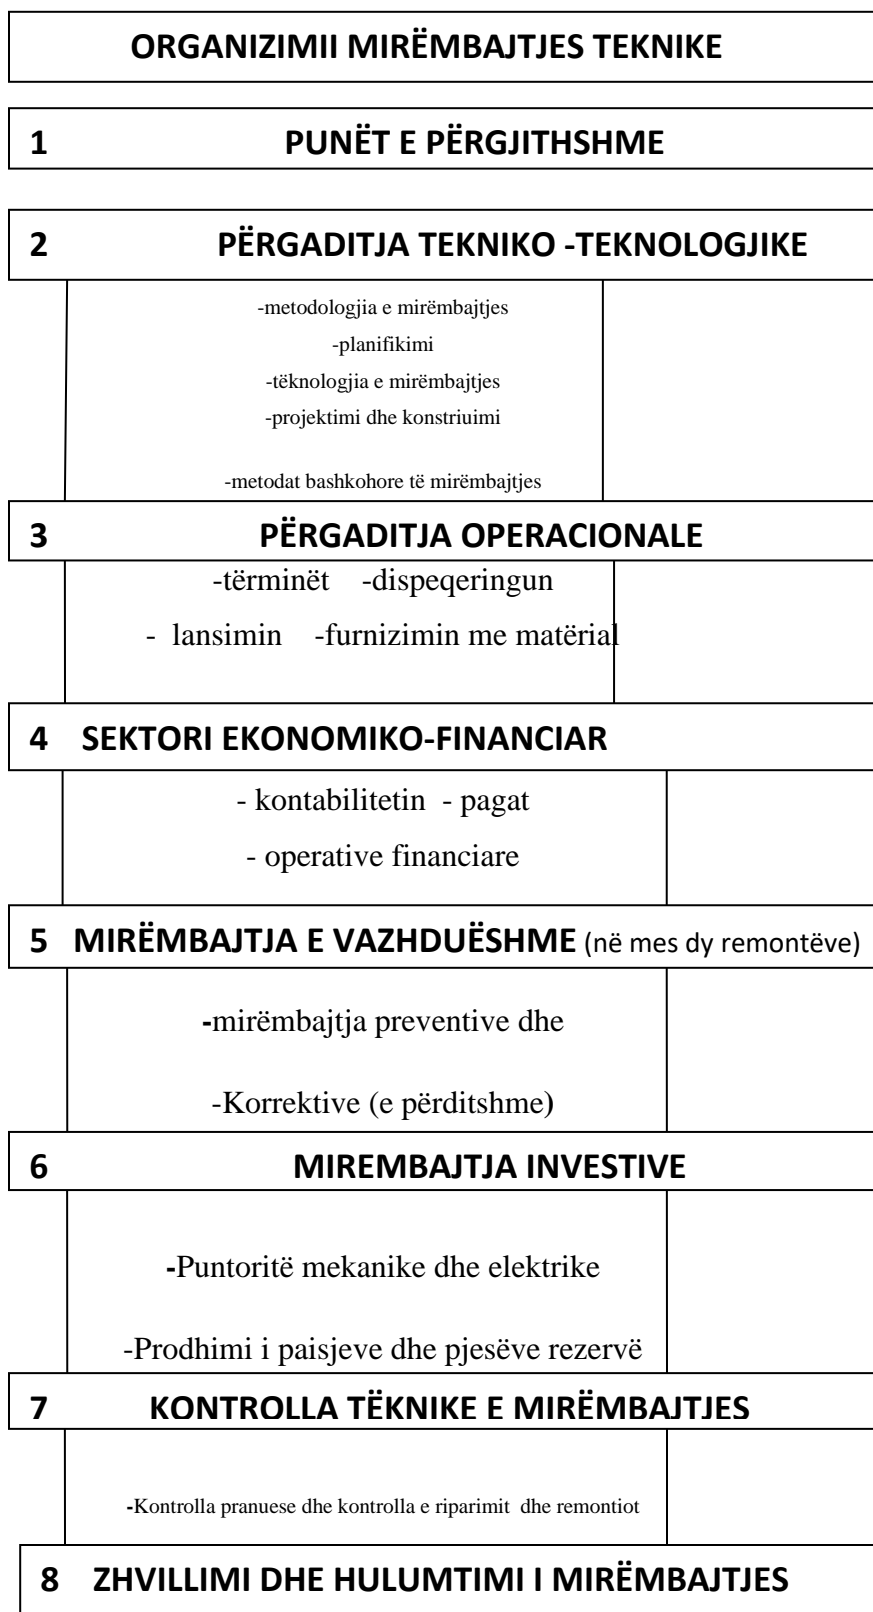 ORGANIZIMII MIRËMBAJTJES TEKNIKE
1 PUNËT E PËRGJITHSHME
2 PËRGADITJA TEKNIKO -TEKNOLOGJIKE
-metodologjia e mirëmbajtjes
-planifikimi
-tëknologjia e mirëmbajtjes
-projektimi dhe konstriuimi
-metodat bashkohore të mirëmbajtjes
3 PËRGADITJA OPERACIONALE
-tërminët -dispeqeringun
- lansimin -furnizimin me matërial
4 SEKTORI EKONOMIKO-FINANCIAR
- kontabilitetin - pagat
- operative financiare
5 MIRËMBAJTJA E VAZHDUËSHME (në mes dy remontëve)
-mirëmbajtja preventive dhe
-Korrektive (e përditshme)
6 MIREMBAJTJA INVESTIVE
-Puntoritë mekanike dhe elektrike
-Prodhimi i paisjeve dhe pjesëve rezervë
7 KONTROLLA TËKNIKE E MIRËMBAJTJES
-Kontrolla pranuese dhe kontrolla e riparimit dhe remontiot
8 ZHVILLIMI DHE HULUMTIMI I MIRËMBAJTJES